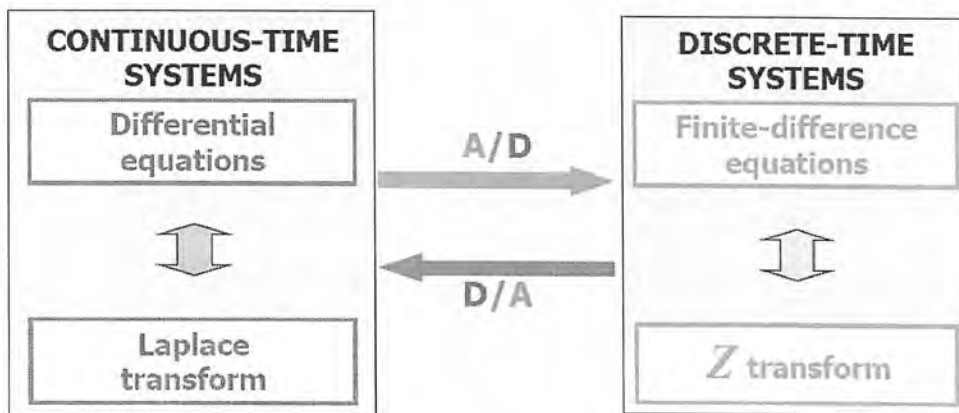 CONTINUOUS-TIME
SYSTEMS
Differential
equations
Laplace
transform
A/D
D/A
DISCRETE-TIME
SYSTEMS
Finite-difference
equations
Z transform